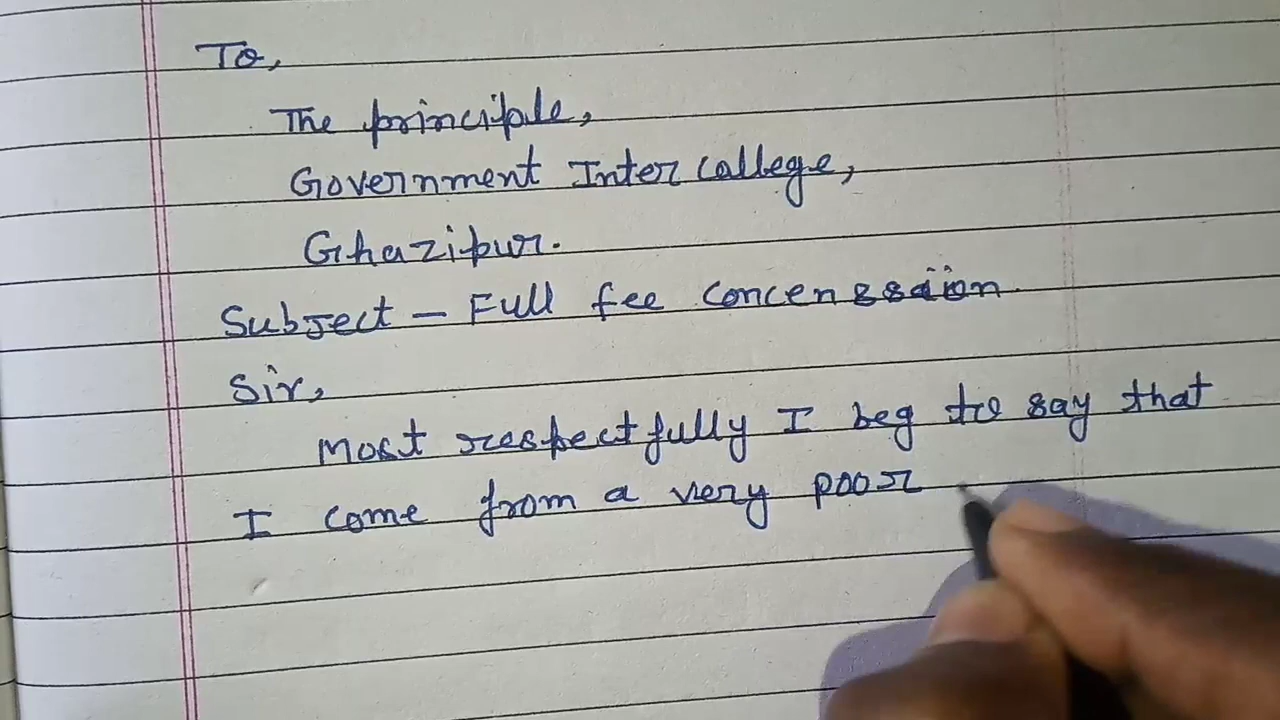 To,
The principle,
Government Inter college,
Ghazipur.
Subject - Full fee concenssion
Sir,
Most respectfully I beg to say that
I come from a very poor